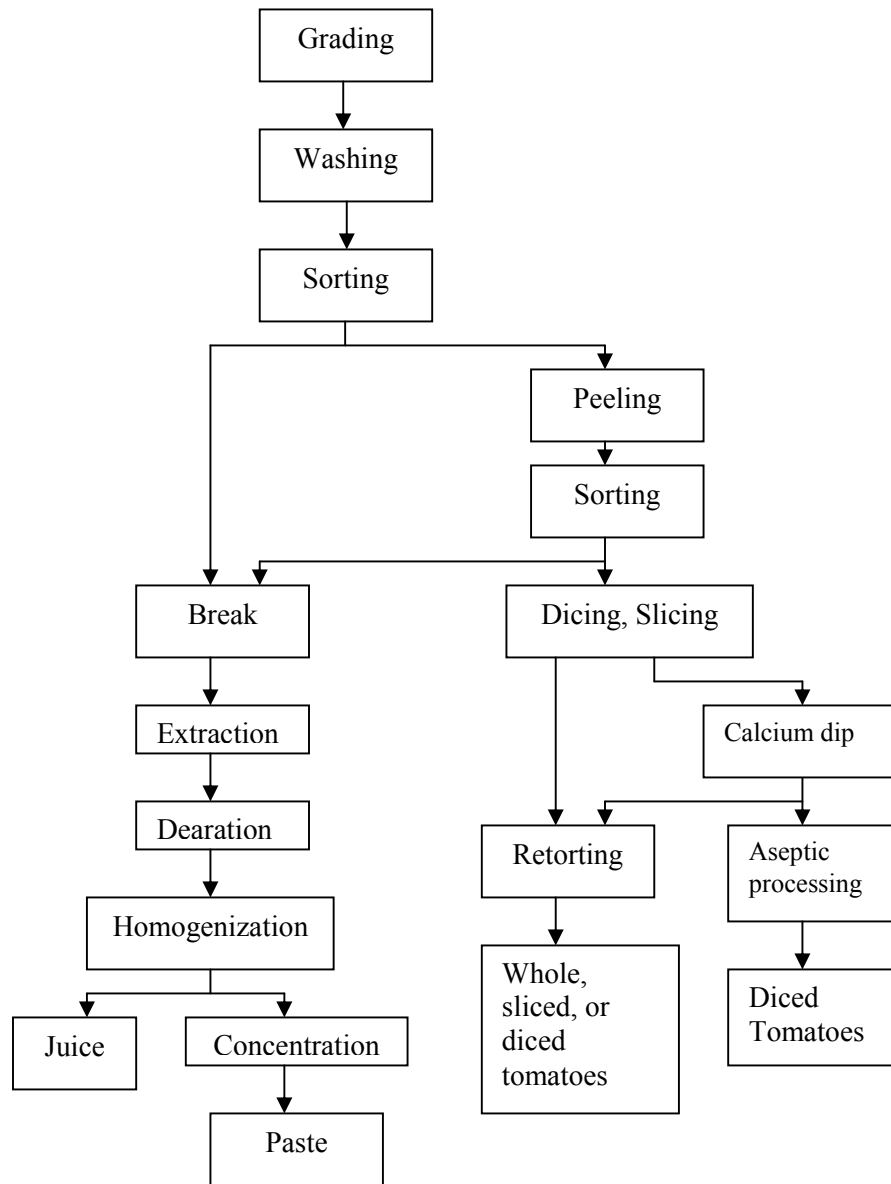 Grading
Washing
Sorting
Peeling
Sorting
Break
Dicing, Slicing
Extraction
Calcium dip
Dearation
Retorting
Aseptic
processing
Homogenization
Whole,
sliced, or
diced
tomatoes
Diced
Tomatoes
Juice
Concentration
Paste